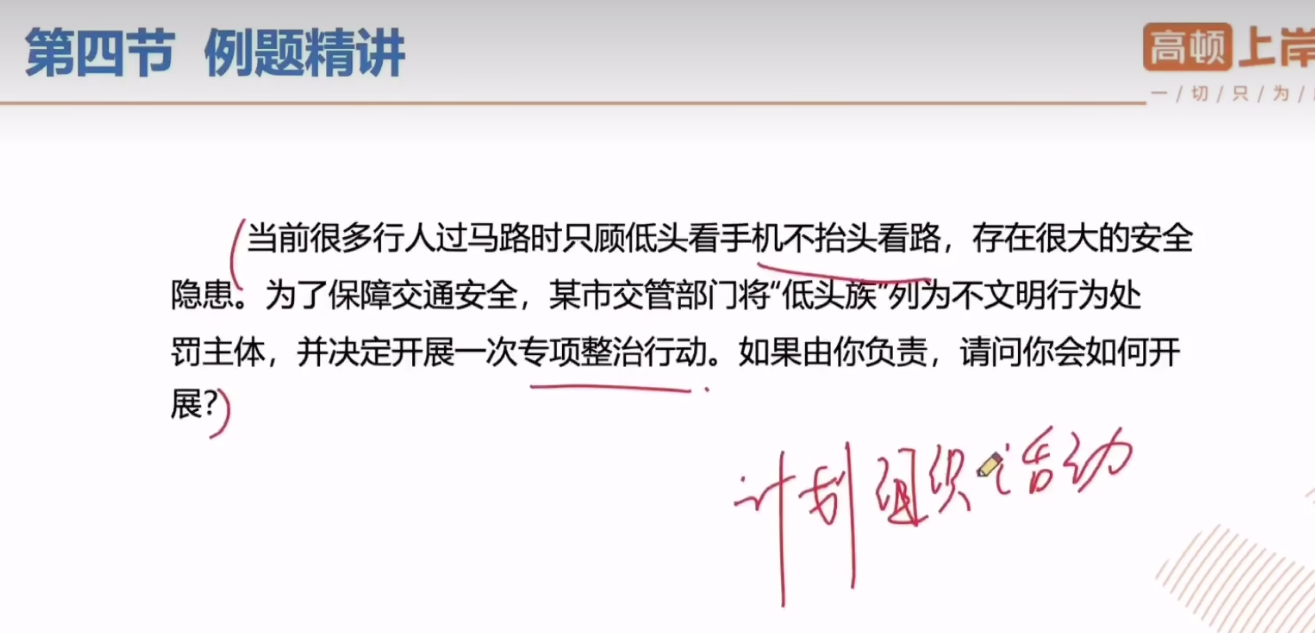 第四节 例题精讲
高顿上岸
一/切/只/为/
当前很多行人过马路时只顾低头看手机不抬头看路，存在很大的安全
隐患。为了保障交通安全，某市交管部门将“低头族”列为不文明行为处
罚主体，并决定开展一次专项整治行动。如果由你负责，请问你会如何开
展?
计划组织活动